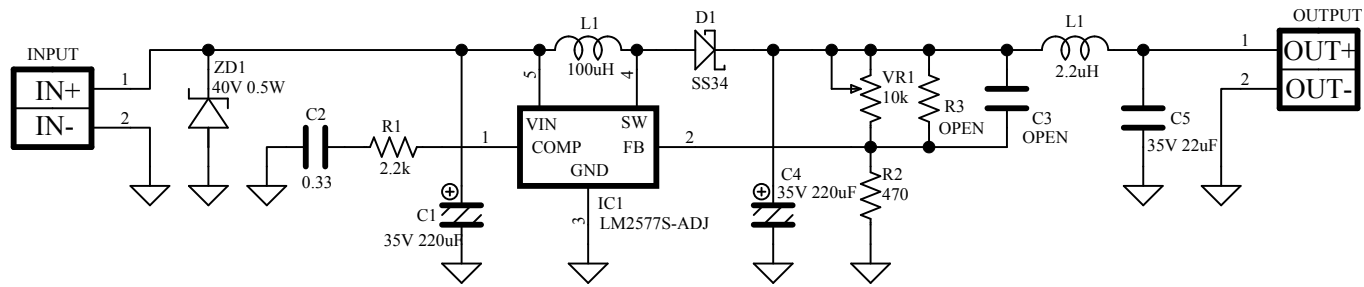 INPUT
IN+
1
IN-
2
ZD1
40V 0.5W
C2
0.33
R1
2.2k
1
C1
35V 220uF
L1
100uH
5
4
VIN
SW
COMP
FB
GND
2
3
IC1
LM2577S-ADJ
D1
SS34
C4
35V 220uF
VR1
10k
R3
OPEN
C3
OPEN
R2
470
L1
2.2uH
C5
35V 22uF
OUTPUT
1
OUT+
2
OUT-